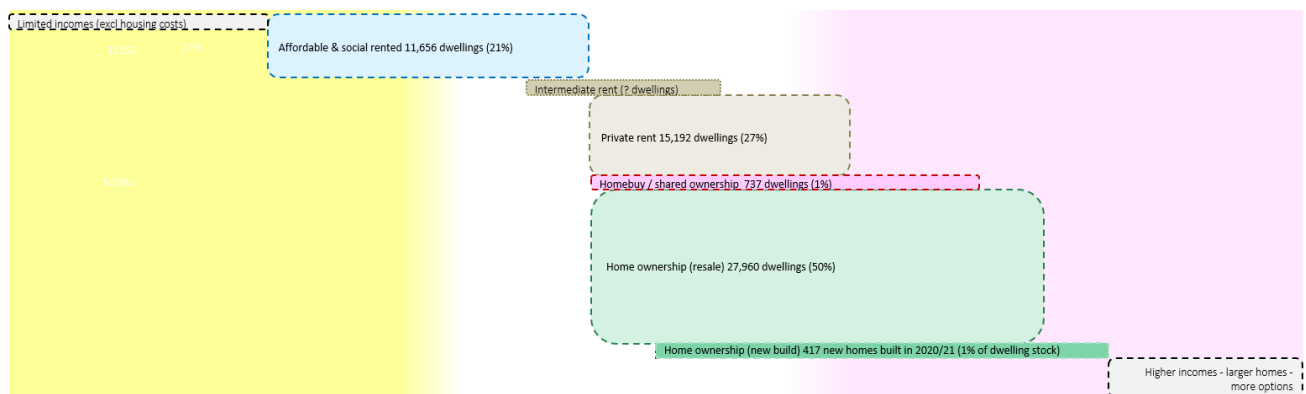 Limited incomes (excl housing costs)
15192 27%
Affordable & social rented 11,656 dwellings (21%)
Intermediate rent (? dwellings)
Private rent 15,192 dwellings (27%)
Homebuy / shared ownership 737 dwellings (1%)
Home ownership (resale) 27,960 dwellings (50%)
Home ownership (new build) 417 new homes built in 2020/21 (1% of dwelling stock)
Higher incomes - larger homes -
more options